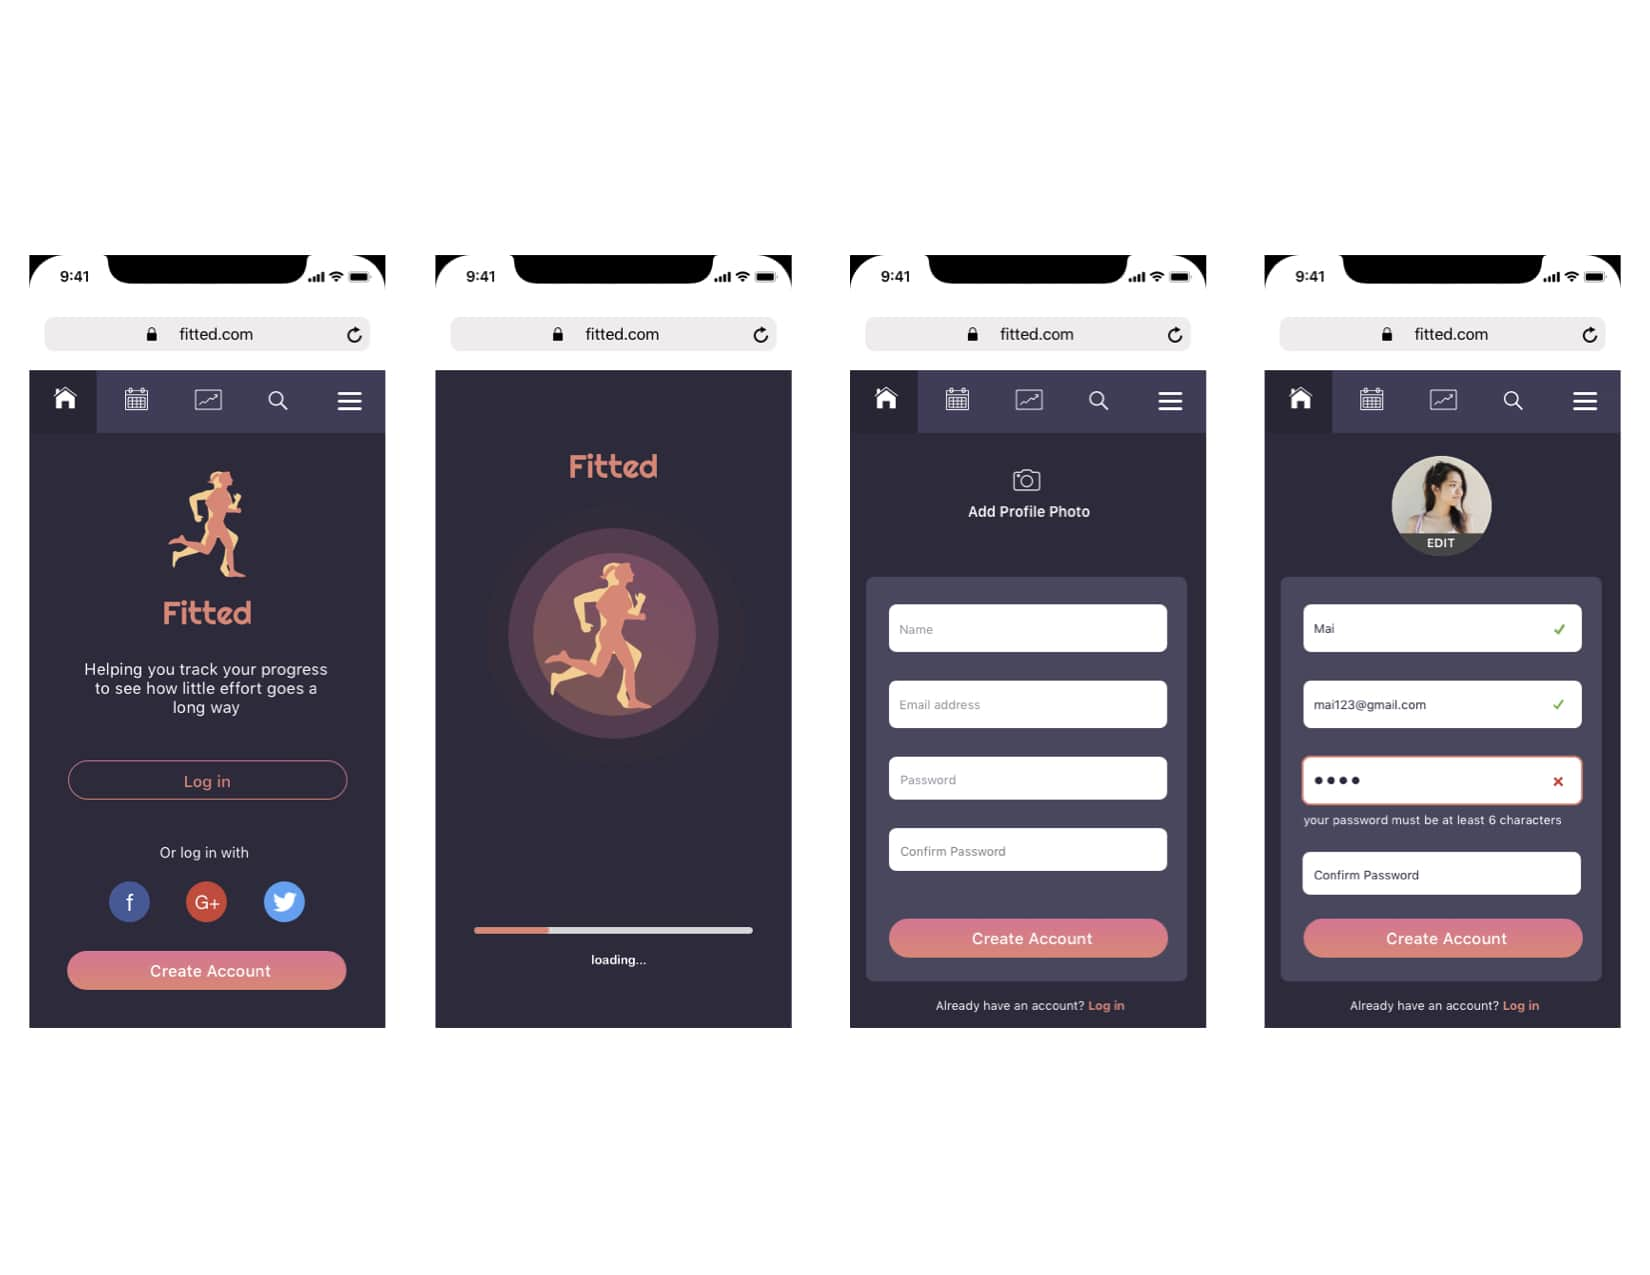 9:41
fitted.com
Fitted
Helping you track your progress
to see how little effort goes a
long way
Log in
Or log in with
f
G+
Create Account
9:41
fitted.com
Fitted
loading...
9:41
fitted.com
Add Profile Photo
Name
Email address
Password
Confirm Password
Create Account
Already have an account? Log in
9:41
fitted.com
EDIT
Mai
mai123@gmail.com
your password must be at least 6 characters
Confirm Password
Create Account
Already have an account? Log in